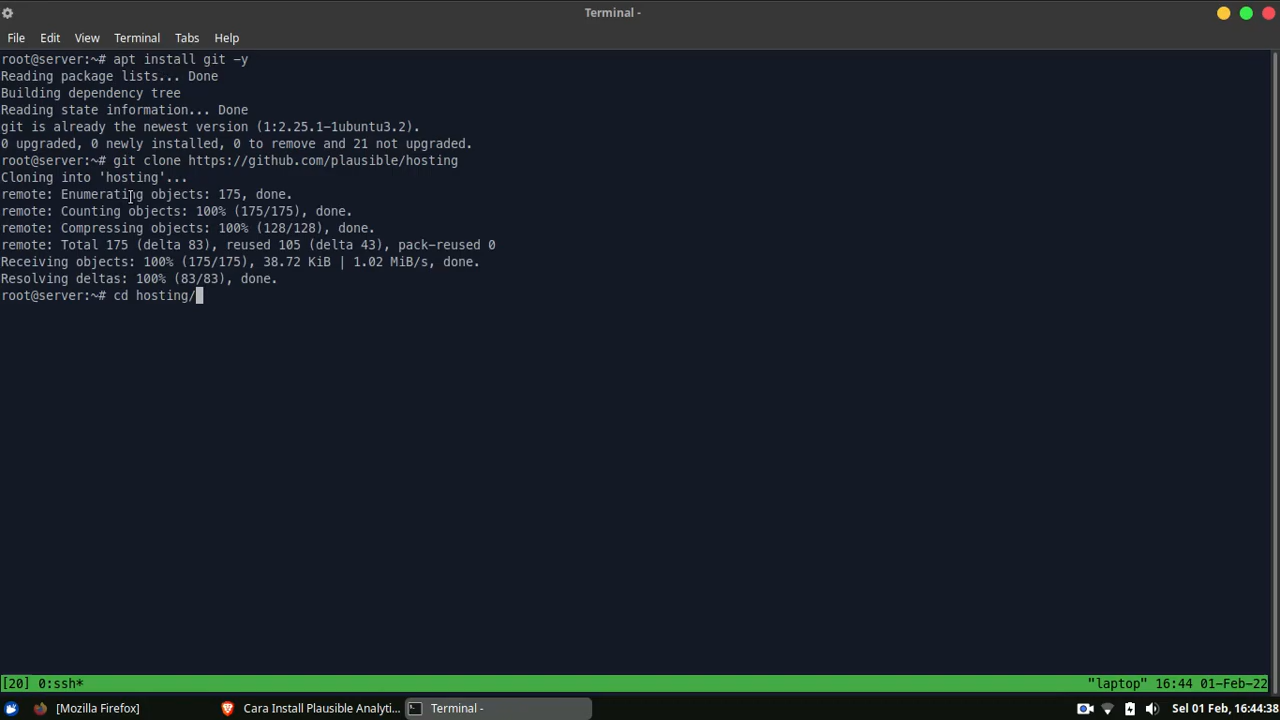 Terminal -
File Edit View Terminal Tabs Help
root@server:~# apt install git -y
Reading package lists... Done
Building dependency tree
Reading state information... Done
git is already the newest version (1:2.25.1-1ubuntu3.2).
0 upgraded, 0 newly installed, 0 to remove and 21 not upgraded.
root@server:~# git clone https://github.com/plausible/hosting
Cloning into 'hosting'...
remote: Enumerating objects: 175, done.
remote: Counting objects: 100% (175/175), done.
remote: Compressing objects: 100% (128/128), done.
remote: Total 175 (delta 83), reused 105 (delta 43), pack-reused 0
Receiving objects: 100% (175/175), 38.72 KiB | 1.02 MiB/s, done.
Resolving deltas: 100% (83/83), done.
root@server:~# cd hosting/
[20] 0:ssh* "laptop" 16:44 01-Feb-22
[Mozilla Firefox] Cara Install Plausible Analyti... Terminal - Sel 01 Feb, 16:44:38